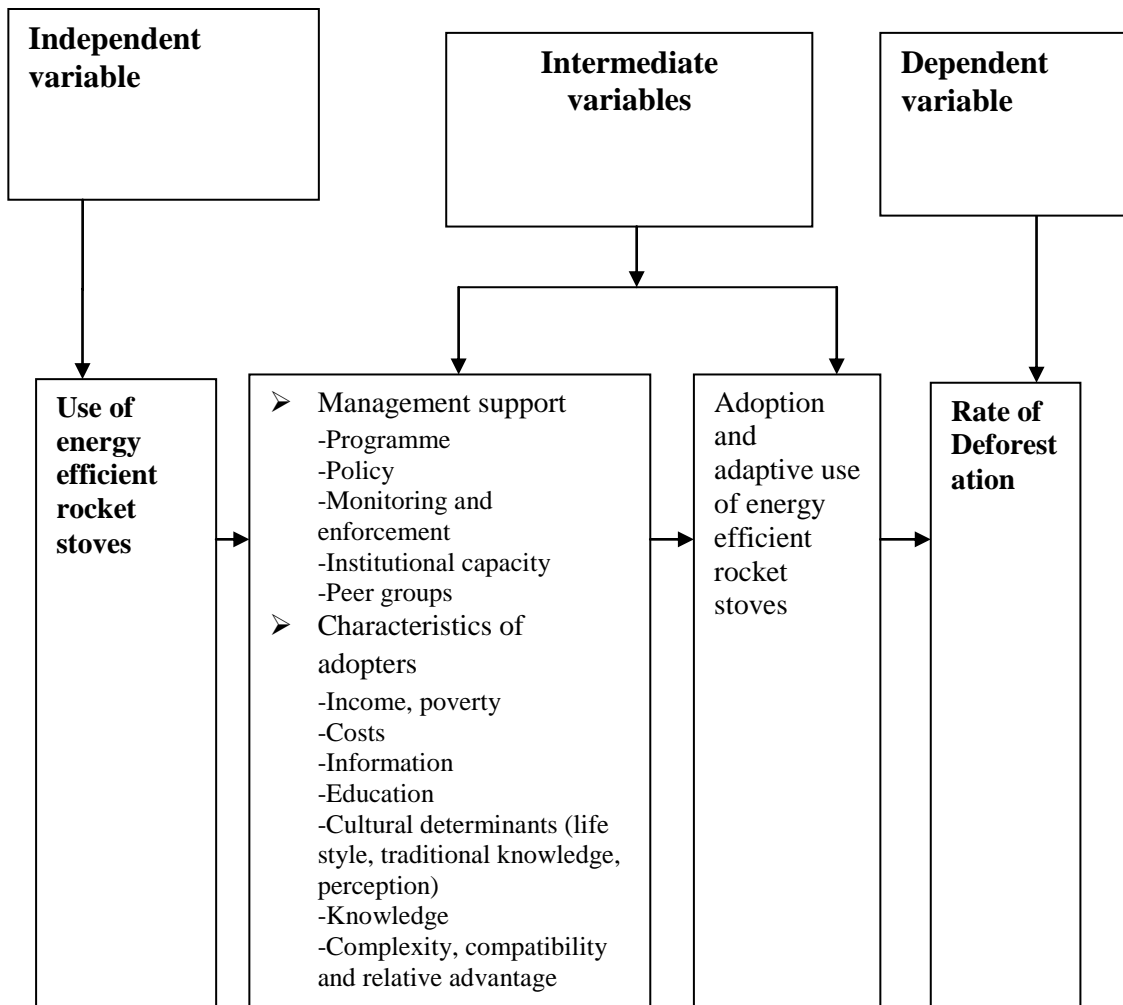 Independent
variable
Intermediate
variables
Dependent
variable
Use of
energy
efficient
rocket
stoves
➢ Management support
-Programme
-Policy
-Monitoring and
enforcement
-Institutional capacity
-Peer groups
➢ Characteristics of
adopters
-Income, poverty
-Costs
-Information
-Education
-Cultural determinants (life
style, traditional knowledge,
perception)
-Knowledge
-Complexity, compatibility
and relative advantage
Adoption
and
adaptive use
of energy
efficient
rocket
stoves
Rate of
Deforest
ation